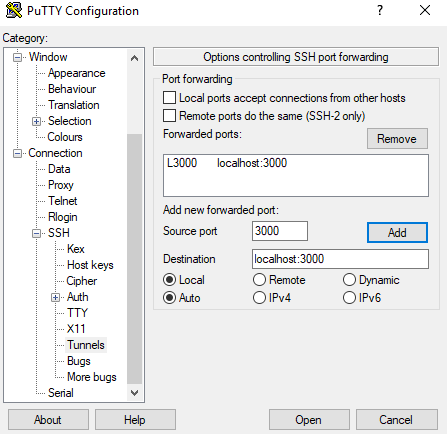 PuTTY Configuration
?
Category:
Window
Appearance
Behaviour
Translation
Selection
Colours
Connection
Data
Proxy
Telnet
Rlogin
SSH
Kex
Host keys
Cipher
Auth
TTY
X11
Tunnels
Bugs
More bugs
Serial
Options controlling SSH port forwarding
Port forwarding
Local ports accept connections from other hosts
Remote ports do the same (SSH-2 only)
Forwarded ports:
Remove
L3000 localhost:3000
Add new forwarded port:
Source port 3000 Add
Destination localhost:3000
Local Remote Dynamic
Auto IPv4 IPv6
About Help Open Cancel